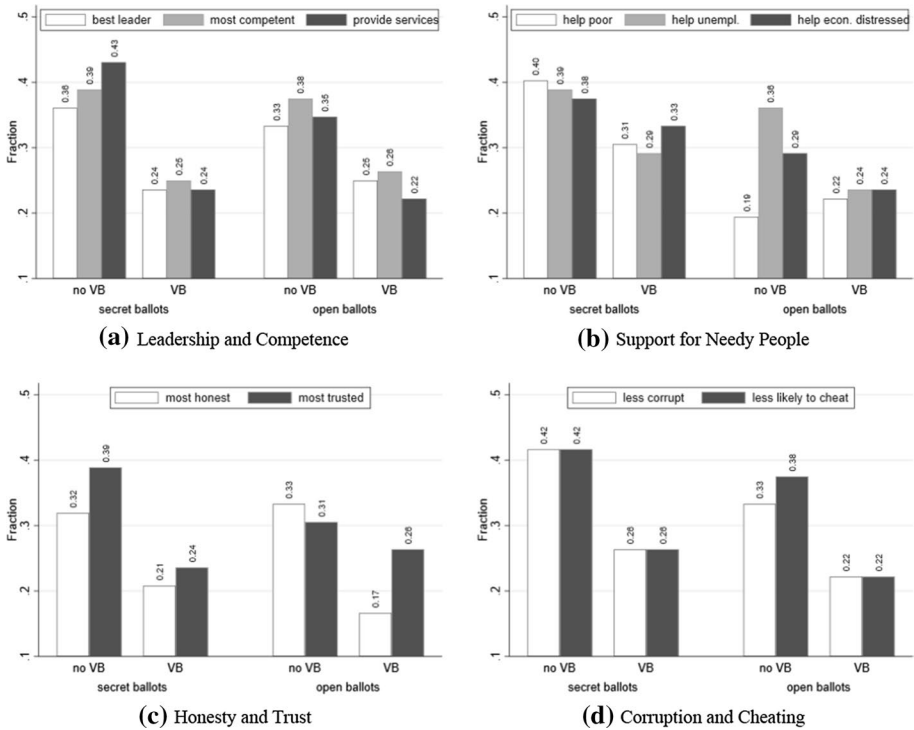 best leader most competent provide services
.5
.4
.3
.2
.1
Fraction
0.36 0.39 0.43 0.24 0.25 0.24 0.33 0.38 0.35 0.25 0.26 0.22
no VB VB no VB VB
secret ballots open ballots
(a) Leadership and Competence
help poor help unempl. help econ. distressed
.5
.4
.3
.2
.1
Fraction
0.40 0.39 0.38 0.31 0.29 0.33 0.19 0.36 0.29 0.22 0.24 0.24
no VB VB no VB VB
secret ballots open ballots
(b) Support for Needy People
most honest most trusted
.5
.4
.3
.2
.1
Fraction
0.32 0.39 0.21 0.24 0.33 0.31 0.17 0.26
no VB VB no VB VB
secret ballots open ballots
(c) Honesty and Trust
less corrupt less likely to cheat
.5
.4
.3
.2
.1
Fraction
0.42 0.42 0.26 0.26 0.33 0.38 0.22 0.22
no VB VB no VB VB
secret ballots open ballots
(d) Corruption and Cheating